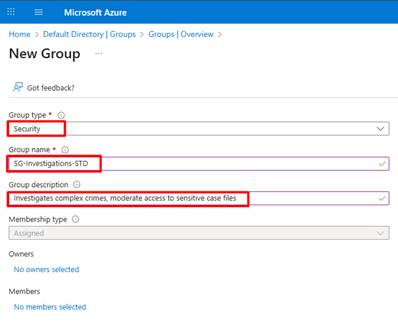 Microsoft Azure
Home > Default Directory | Groups > Groups | Overview >
New Group ...
Got feedback?
Group type *
Security
Group name *
SG-Investigations-STD
Group description
Investigates complex crimes, moderate access to sensitive case files
Membership type
Assigned
Owners
No owners selected
Members
No members selected